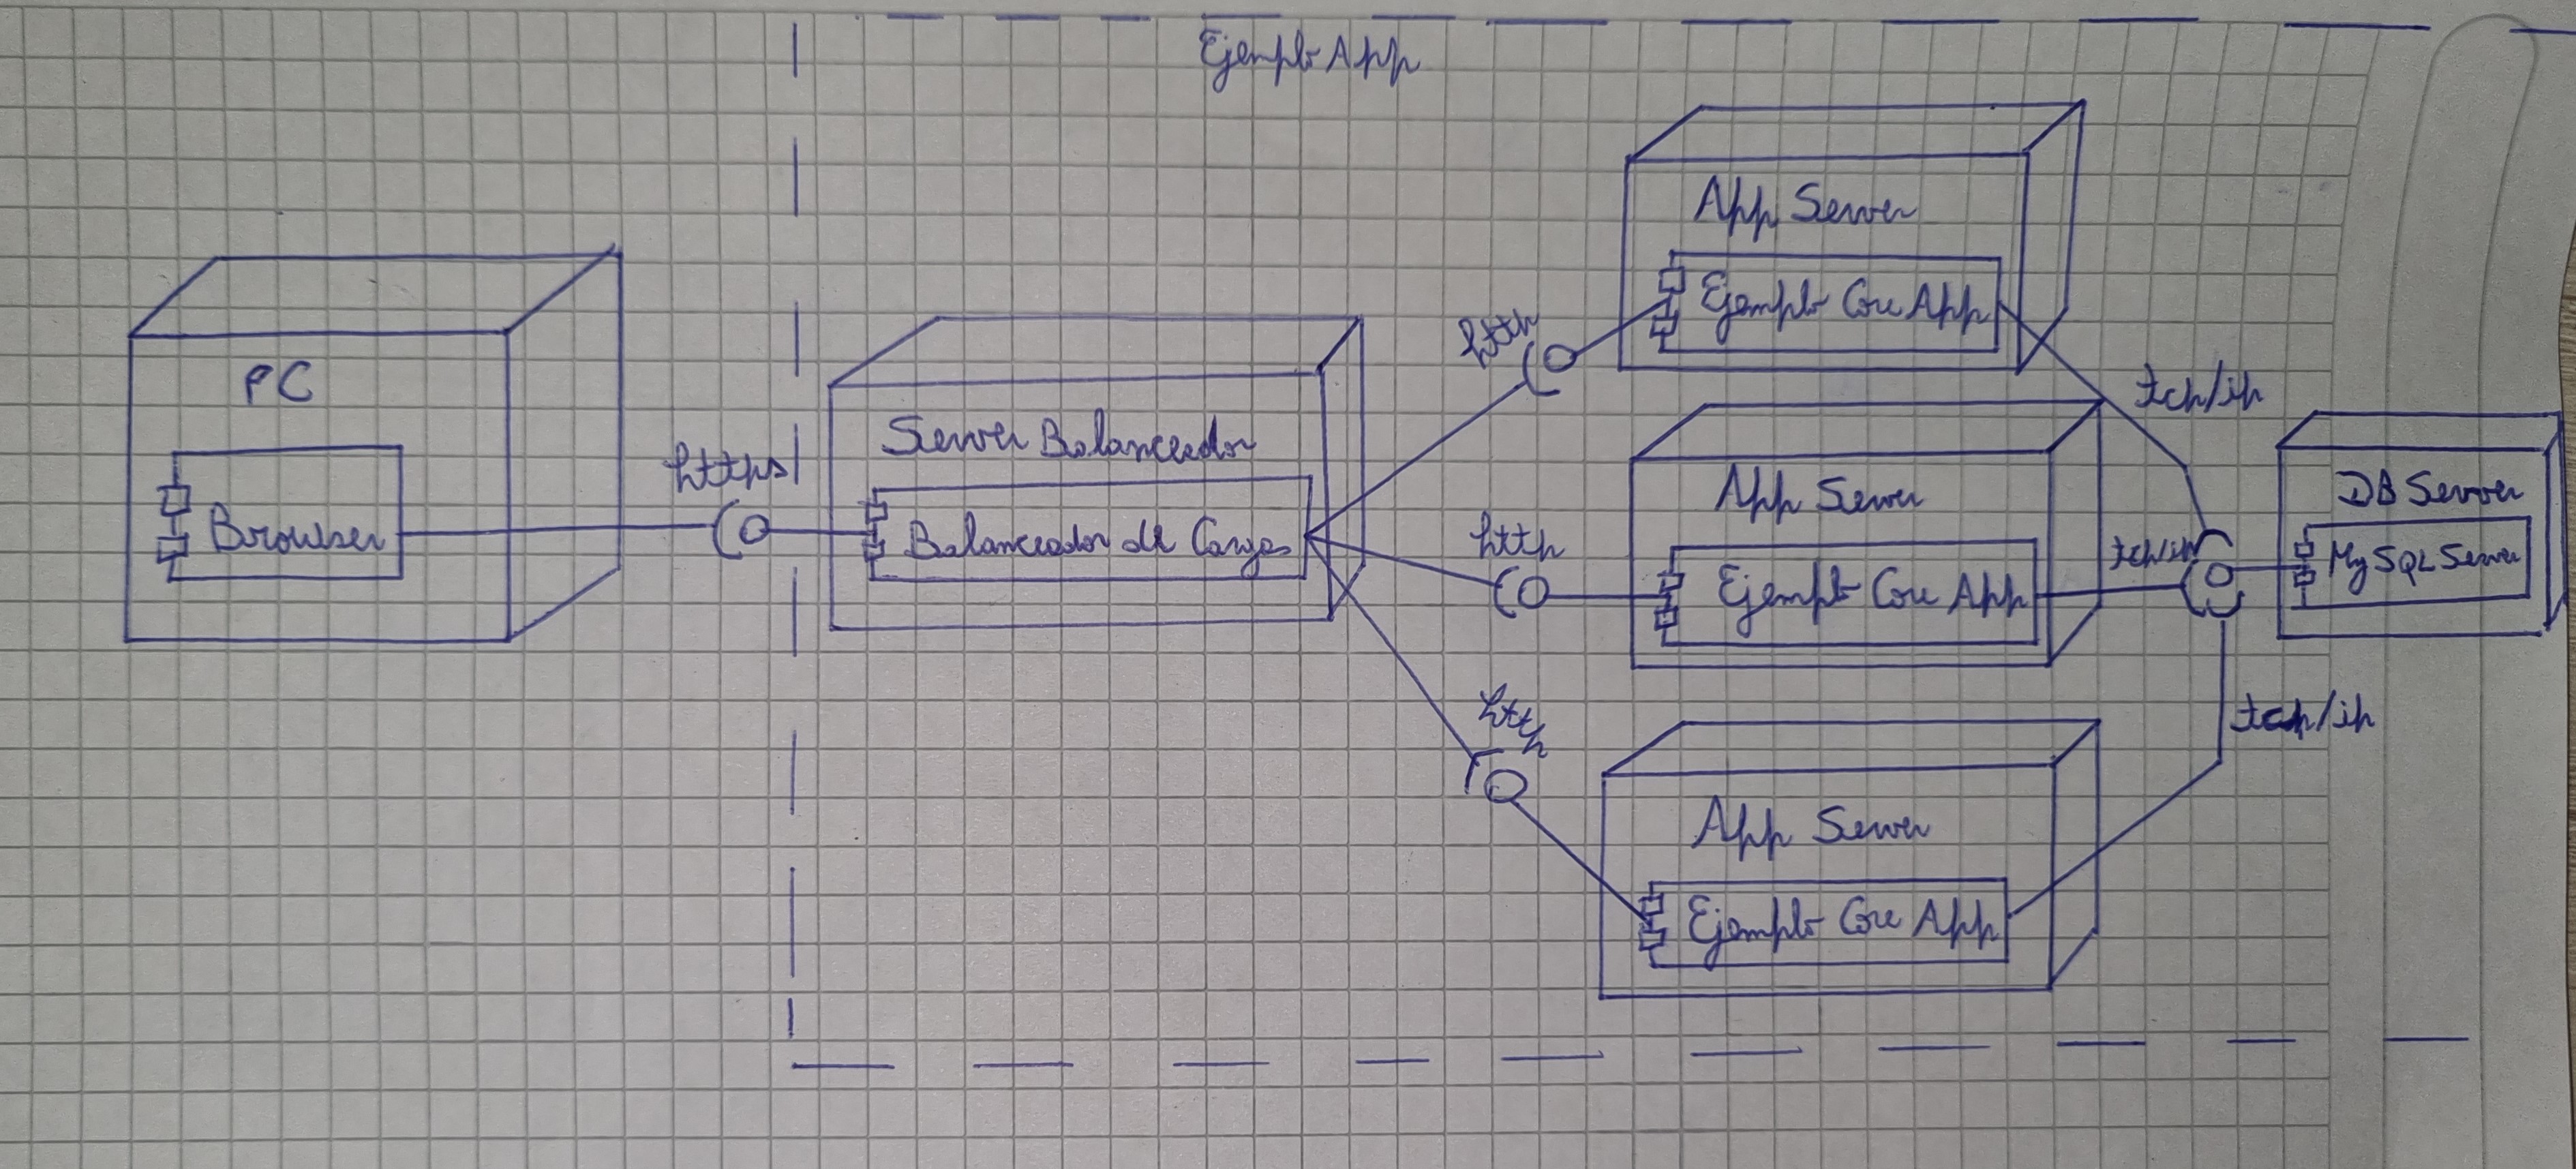 Ejemplo App
PC
Browser
https
Server Balanceador
Balanceador de Cargas
http
App Server
Ejemplo Core App
http
App Server
Ejemplo Core App
http
App Server
Ejemplo Core App
tcp/ip
tcp/ip
tcp/ip
DB Server
MySQL Server